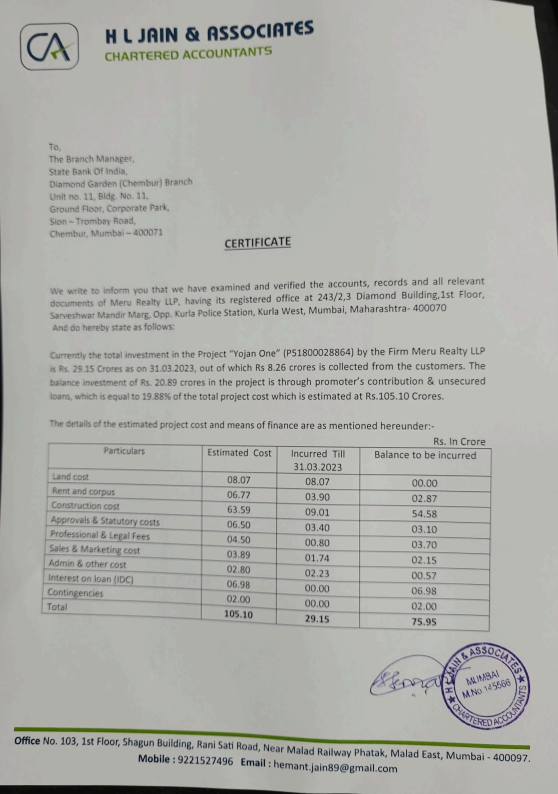 CA
H L JAIN & ASSOCIATES
CHARTERED ACCOUNTANTS
To,
The Branch Manager,
State Bank Of India,
Diamond Garden (Chembur) Branch
Unit no. 11, Bldg. No. 11,
Ground Floor, Corporate Park,
Sion – Trombay Road,
Chembur, Mumbai – 400071
CERTIFICATE
We write to inform you that we have examined and verified the accounts, records and all relevant
documents of Meru Realty LLP, having its registered office at 243/2,3 Diamond Building,1st Floor,
Sarveshwar Mandir Marg, Opp. Kurla Police Station, Kurla West, Mumbai, Maharashtra- 400070
And do hereby state as follows:
Currently the total investment in the Project “Yojan One” (P51800028864) by the Firm Meru Realty LLP
is Rs. 29.15 Crores as on 31.03.2023, out of which Rs 8.26 crores is collected from the customers. The
balance investment of Rs. 20.89 crores in the project is through promoter’s contribution & unsecured
loans, which is equal to 19.88% of the total project cost which is estimated at Rs.105.10 Crores.
The details of the estimated project cost and means of finance are as mentioned hereunder:-
Rs. In Crore
Particulars Estimated Cost Incurred Till 31.03.2023 Balance to be incurred
Land cost 08.07 08.07 00.00
Rent and corpus 06.77 03.90 02.87
Construction cost 63.59 09.01 54.58
Approvals & Statutory costs 06.50 03.40 03.10
Professional & Legal Fees 04.50 00.80 03.70
Sales & Marketing cost 03.89 01.74 02.15
Admin & other cost 02.80 02.23 00.57
Interest on loan (IDC) 06.98 00.00 06.98
Contingencies 02.00 00.00 02.00
Total 105.10 29.15 75.95
H L JAIN & ASSOCIATES
MUMBAI
M.No.145566
CHARTERED ACCOUNTANTS
Office No. 103, 1st Floor, Shagun Building, Rani Sati Road, Near Malad Railway Phatak, Malad East, Mumbai - 400097.
Mobile : 9221527496 Email : hemant.jain89@gmail.com